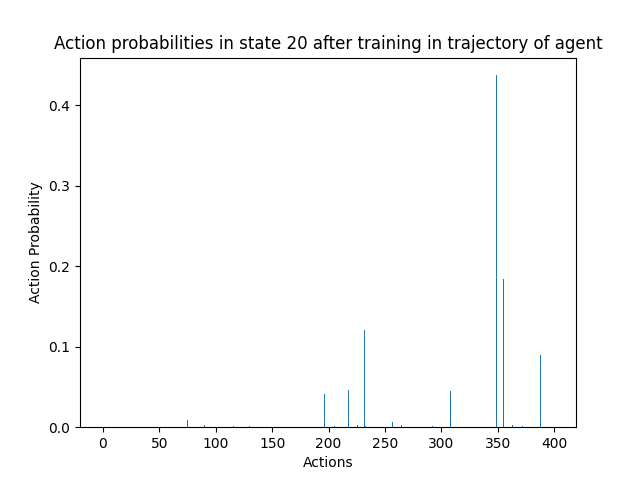 Action probabilities in state 20 after training in trajectory of agent
Action Probability
0.4
0.3
0.2
0.1
0.0
0 50 100 150 200 250 300 350 400
Actions